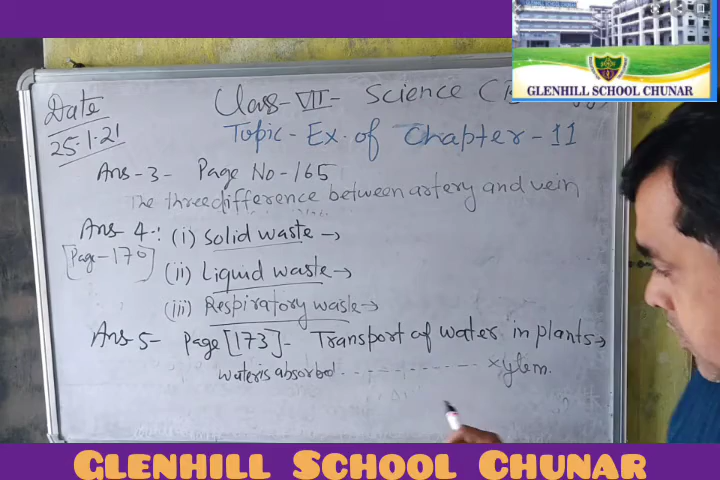 GLENHILL SCHOOL CHUNAR
Date
25.1.21
Class-VII- Science
Topic-Ex.of Chapter-11
Ans-3- Page No-165
The three difference between artery and vein
Ans-4:- (i) Solid waste →
[Page-170]
(ii) Liquid waste →
(iii) Respiratory waste →
Ans-5- Page [173]- Transport of water in plants →
water is absorbed - - - - - - - - - - - xylem.
GLENHILL SCHOOL CHUNAR